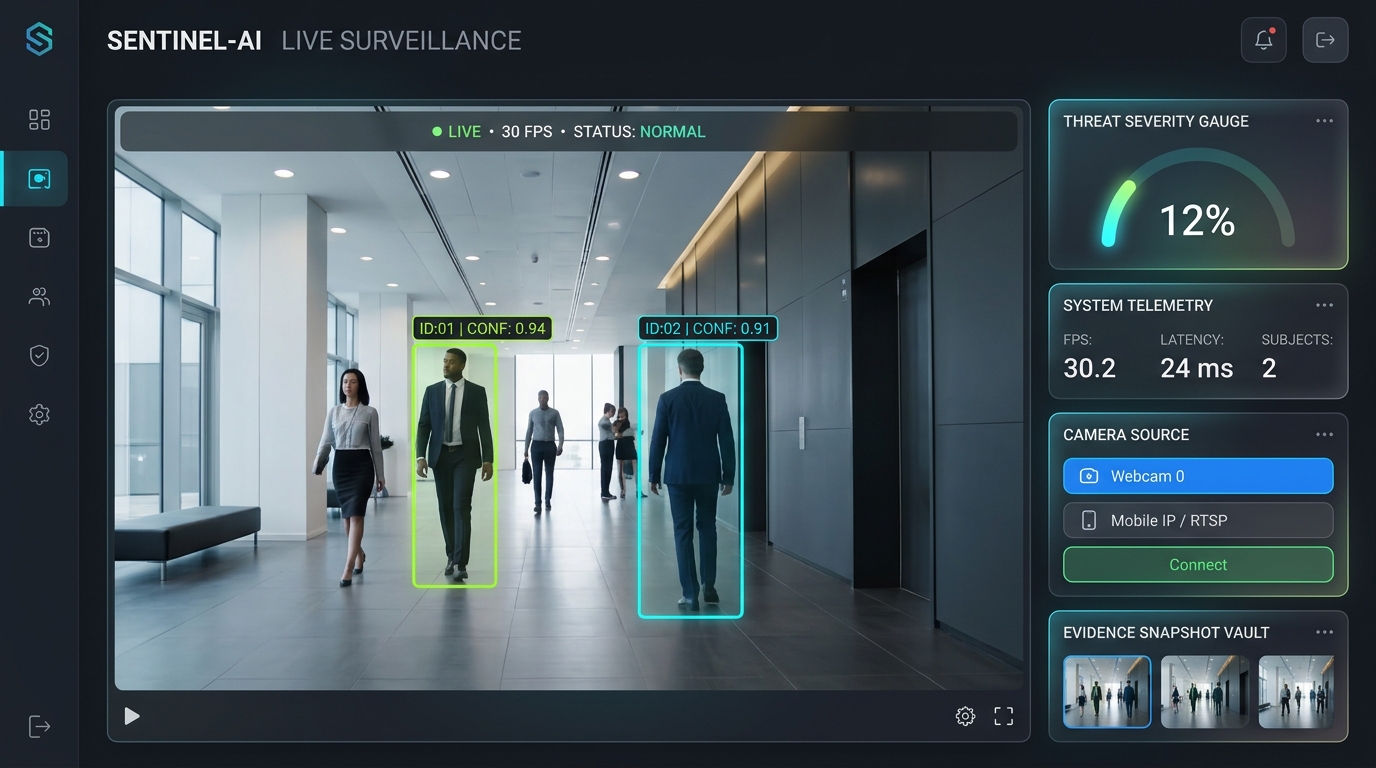 SENTINEL-AI LIVE SURVEILLANCE
LIVE • 30 FPS • STATUS: NORMAL
ID:01 | CONF: 0.94
ID:02 | CONF: 0.91
THREAT SEVERITY GAUGE
12%
SYSTEM TELEMETRY
FPS: LATENCY: SUBJECTS:
30.2 24 ms 2
CAMERA SOURCE
Webcam 0
Mobile IP / RTSP
Connect
EVIDENCE SNAPSHOT VAULT